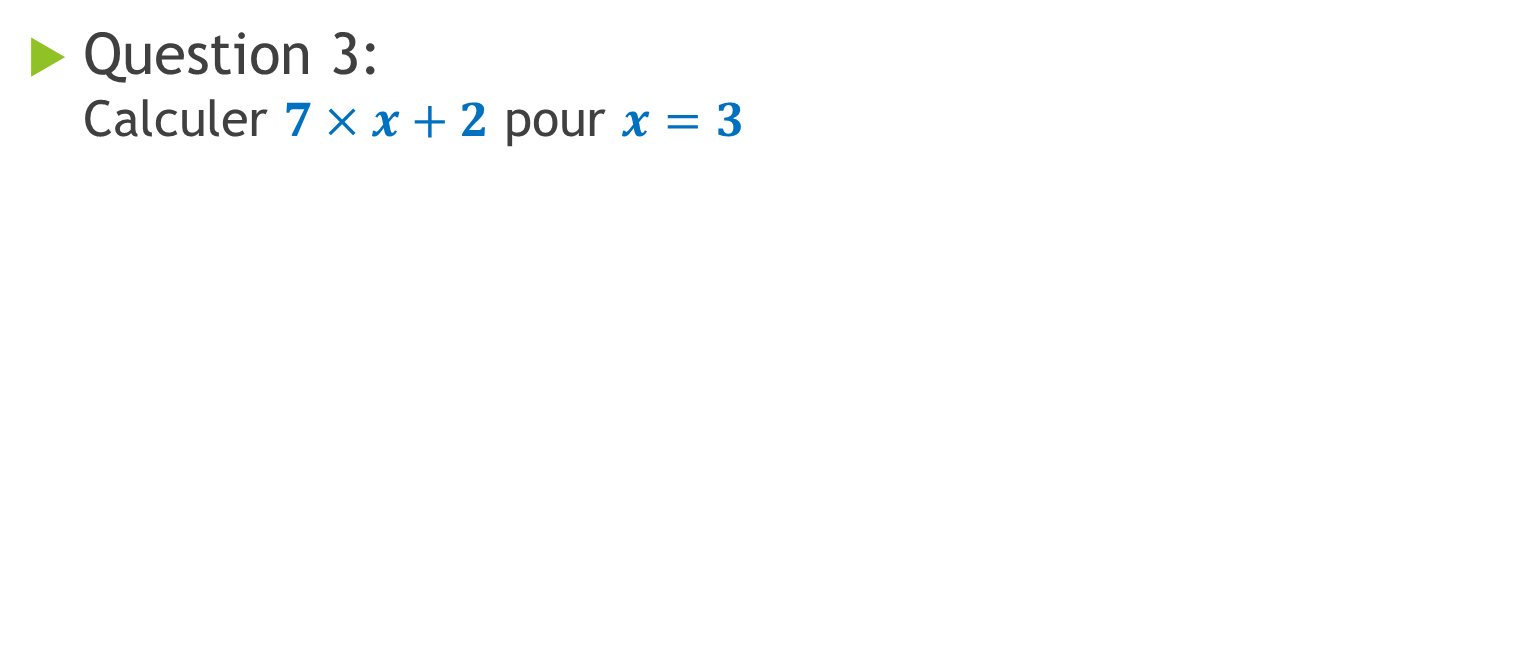 Question 3:
Calculer 7 × x + 2 pour x = 3